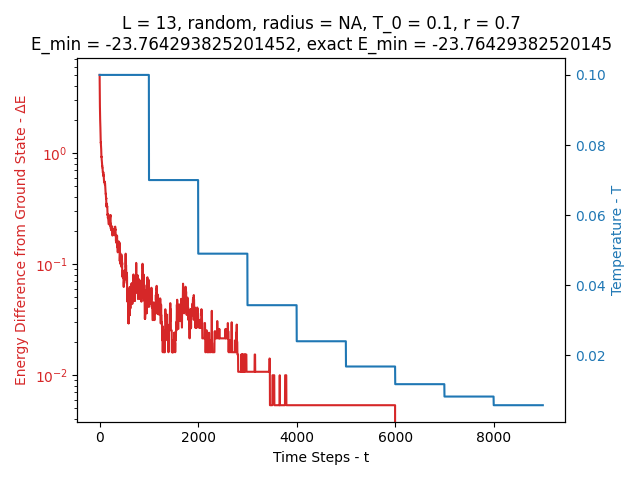 L = 13, random, radius = NA, T_0 = 0.1, r = 0.7
E_min = -23.764293825201452, exact E_min = -23.76429382520145
Energy Difference from Ground State - ΔE
10⁰
10⁻¹
10⁻²
0.10
0.08
0.06
0.04
0.02
Temperature - T
0 2000 4000 6000 8000
Time Steps - t